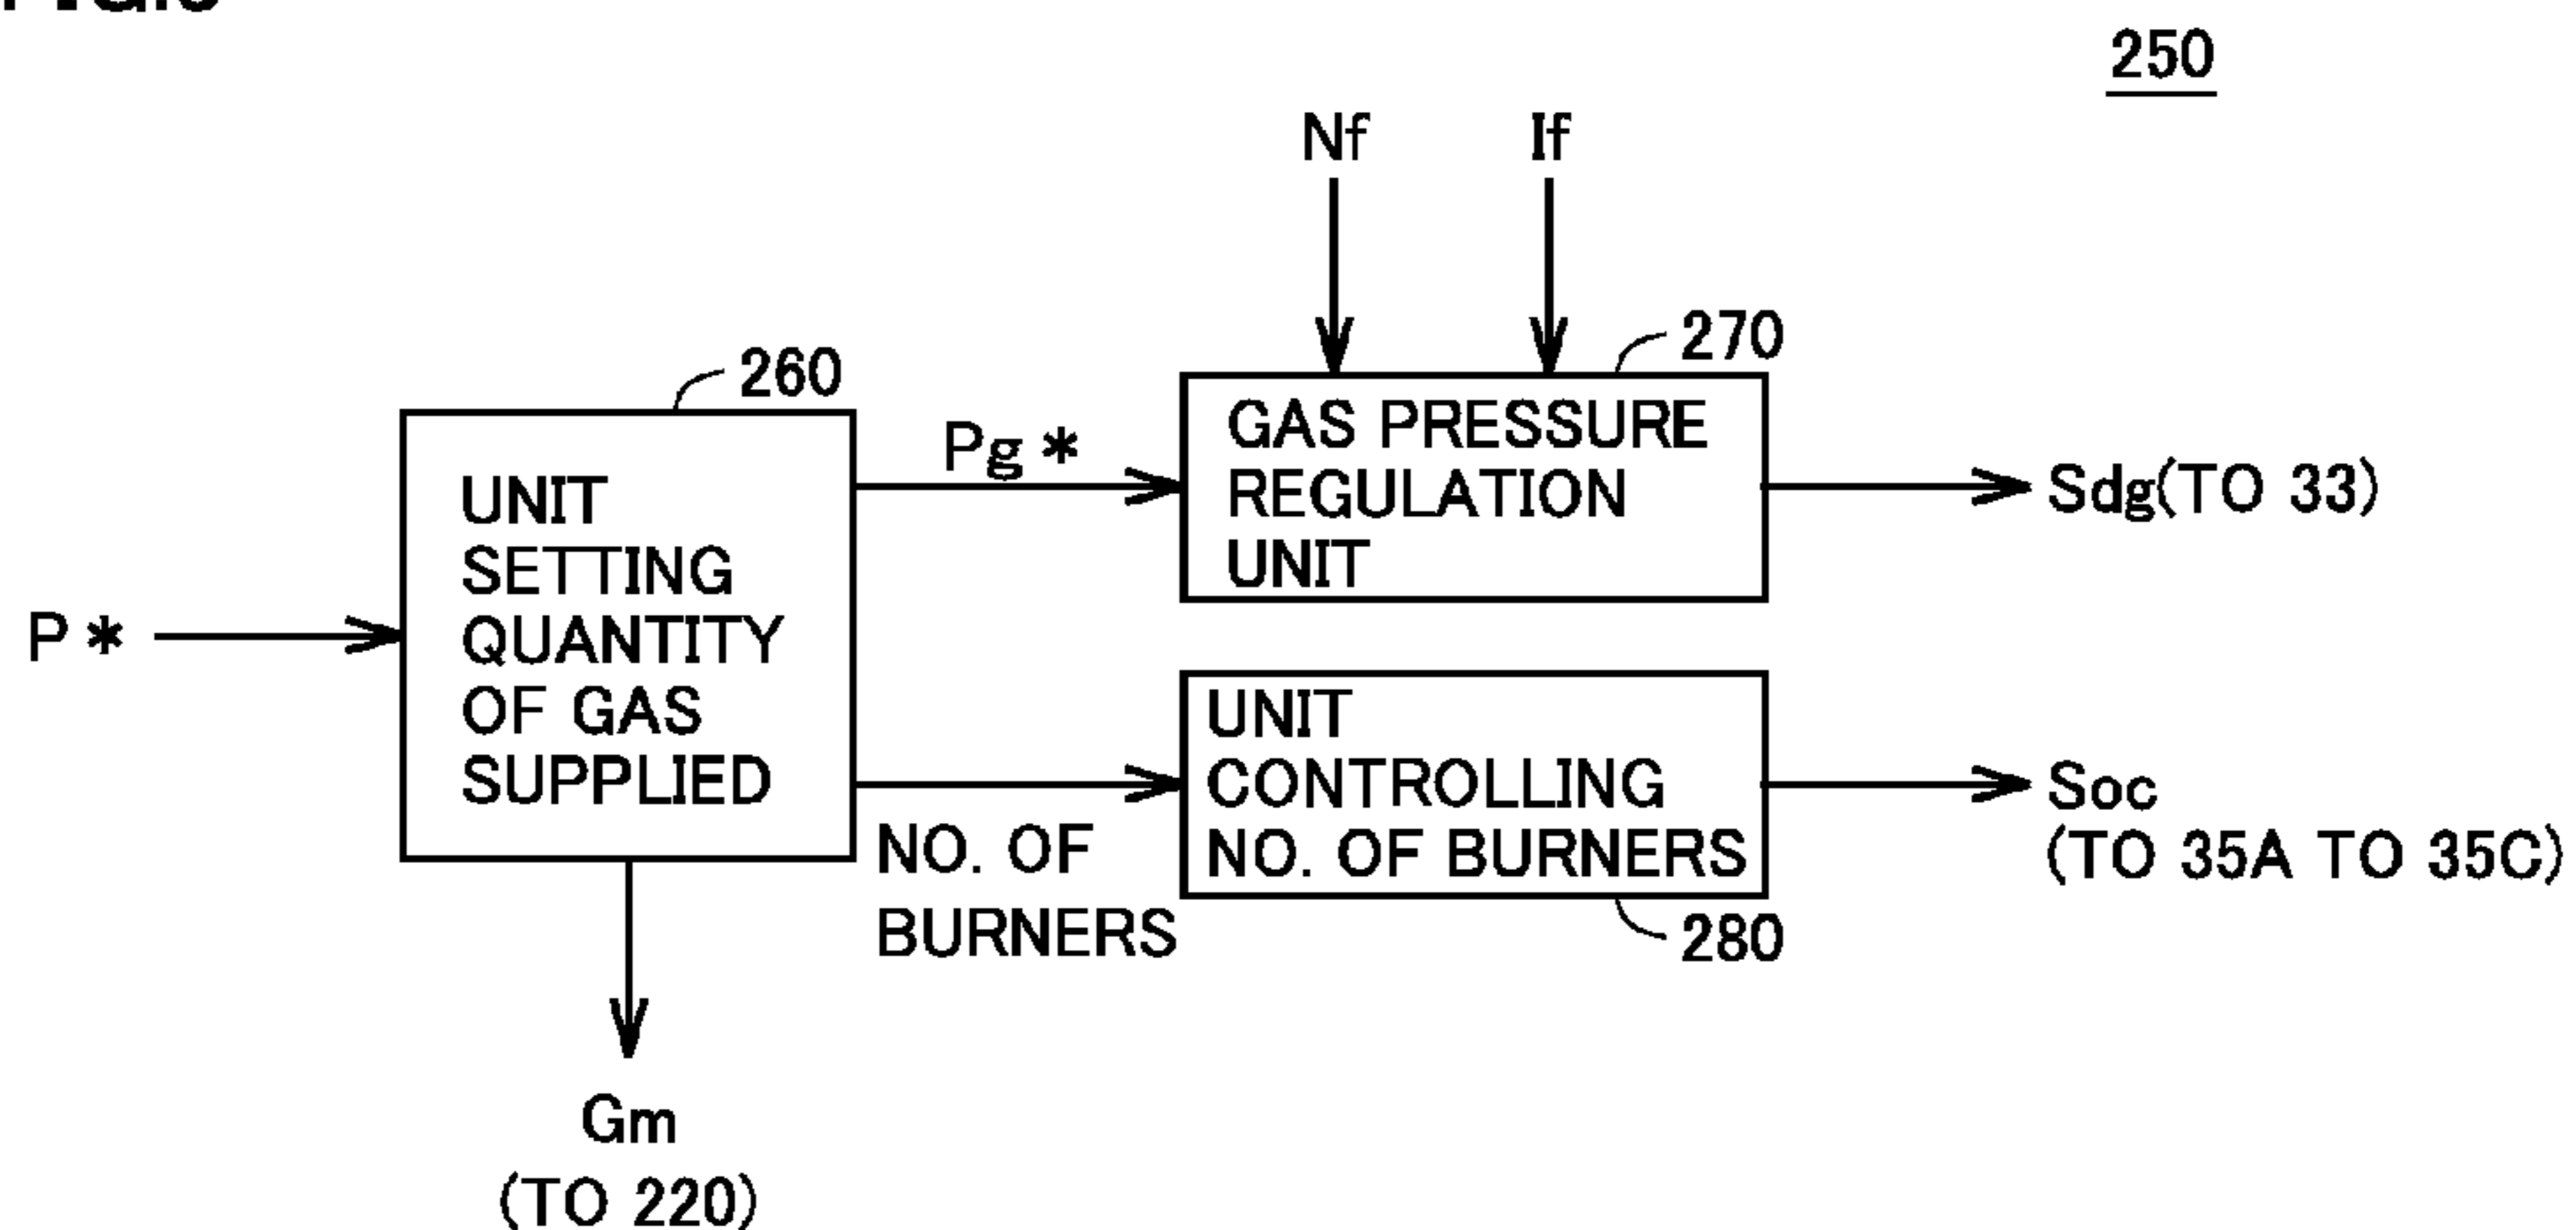 250
Nf
If
260
270
Pg *
P *
UNIT
SETTING
QUANTITY
OF GAS
SUPPLIED
GAS PRESSURE
REGULATION
UNIT
Sdg(TO 33)
NO. OF
BURNERS
UNIT
CONTROLLING
NO. OF BURNERS
280
Soc
(TO 35A TO 35C)
Gm
(TO 220)